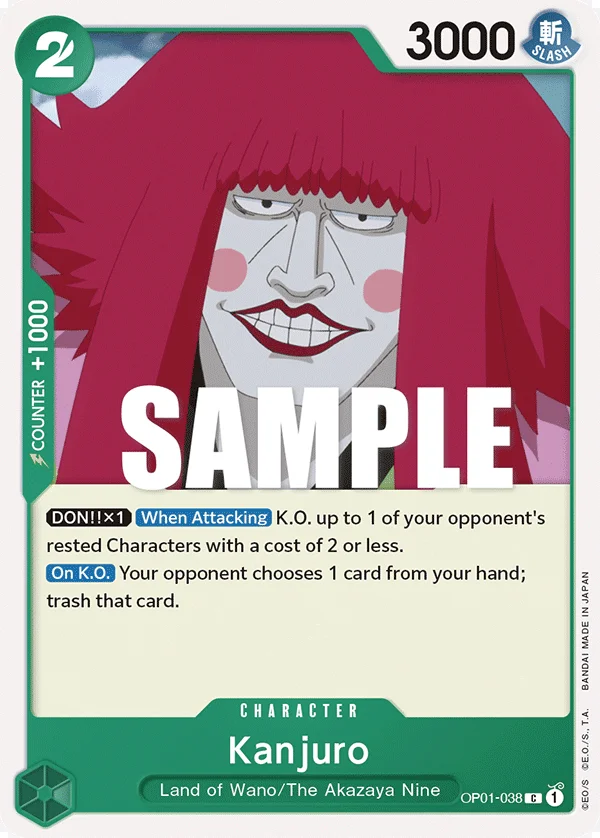 2
3000
斬
SLASH
COUNTER +1000
SAMPLE
DON!!×1 When Attacking K.O. up to 1 of your opponent's
rested Characters with a cost of 2 or less.
On K.O. Your opponent chooses 1 card from your hand;
trash that card.
CHARACTER
Kanjuro
Land of Wano/The Akazaya Nine
OP01-038 C 1
©E.O/S ©E.O./S., T.A. BANDAI MADE IN JAPAN